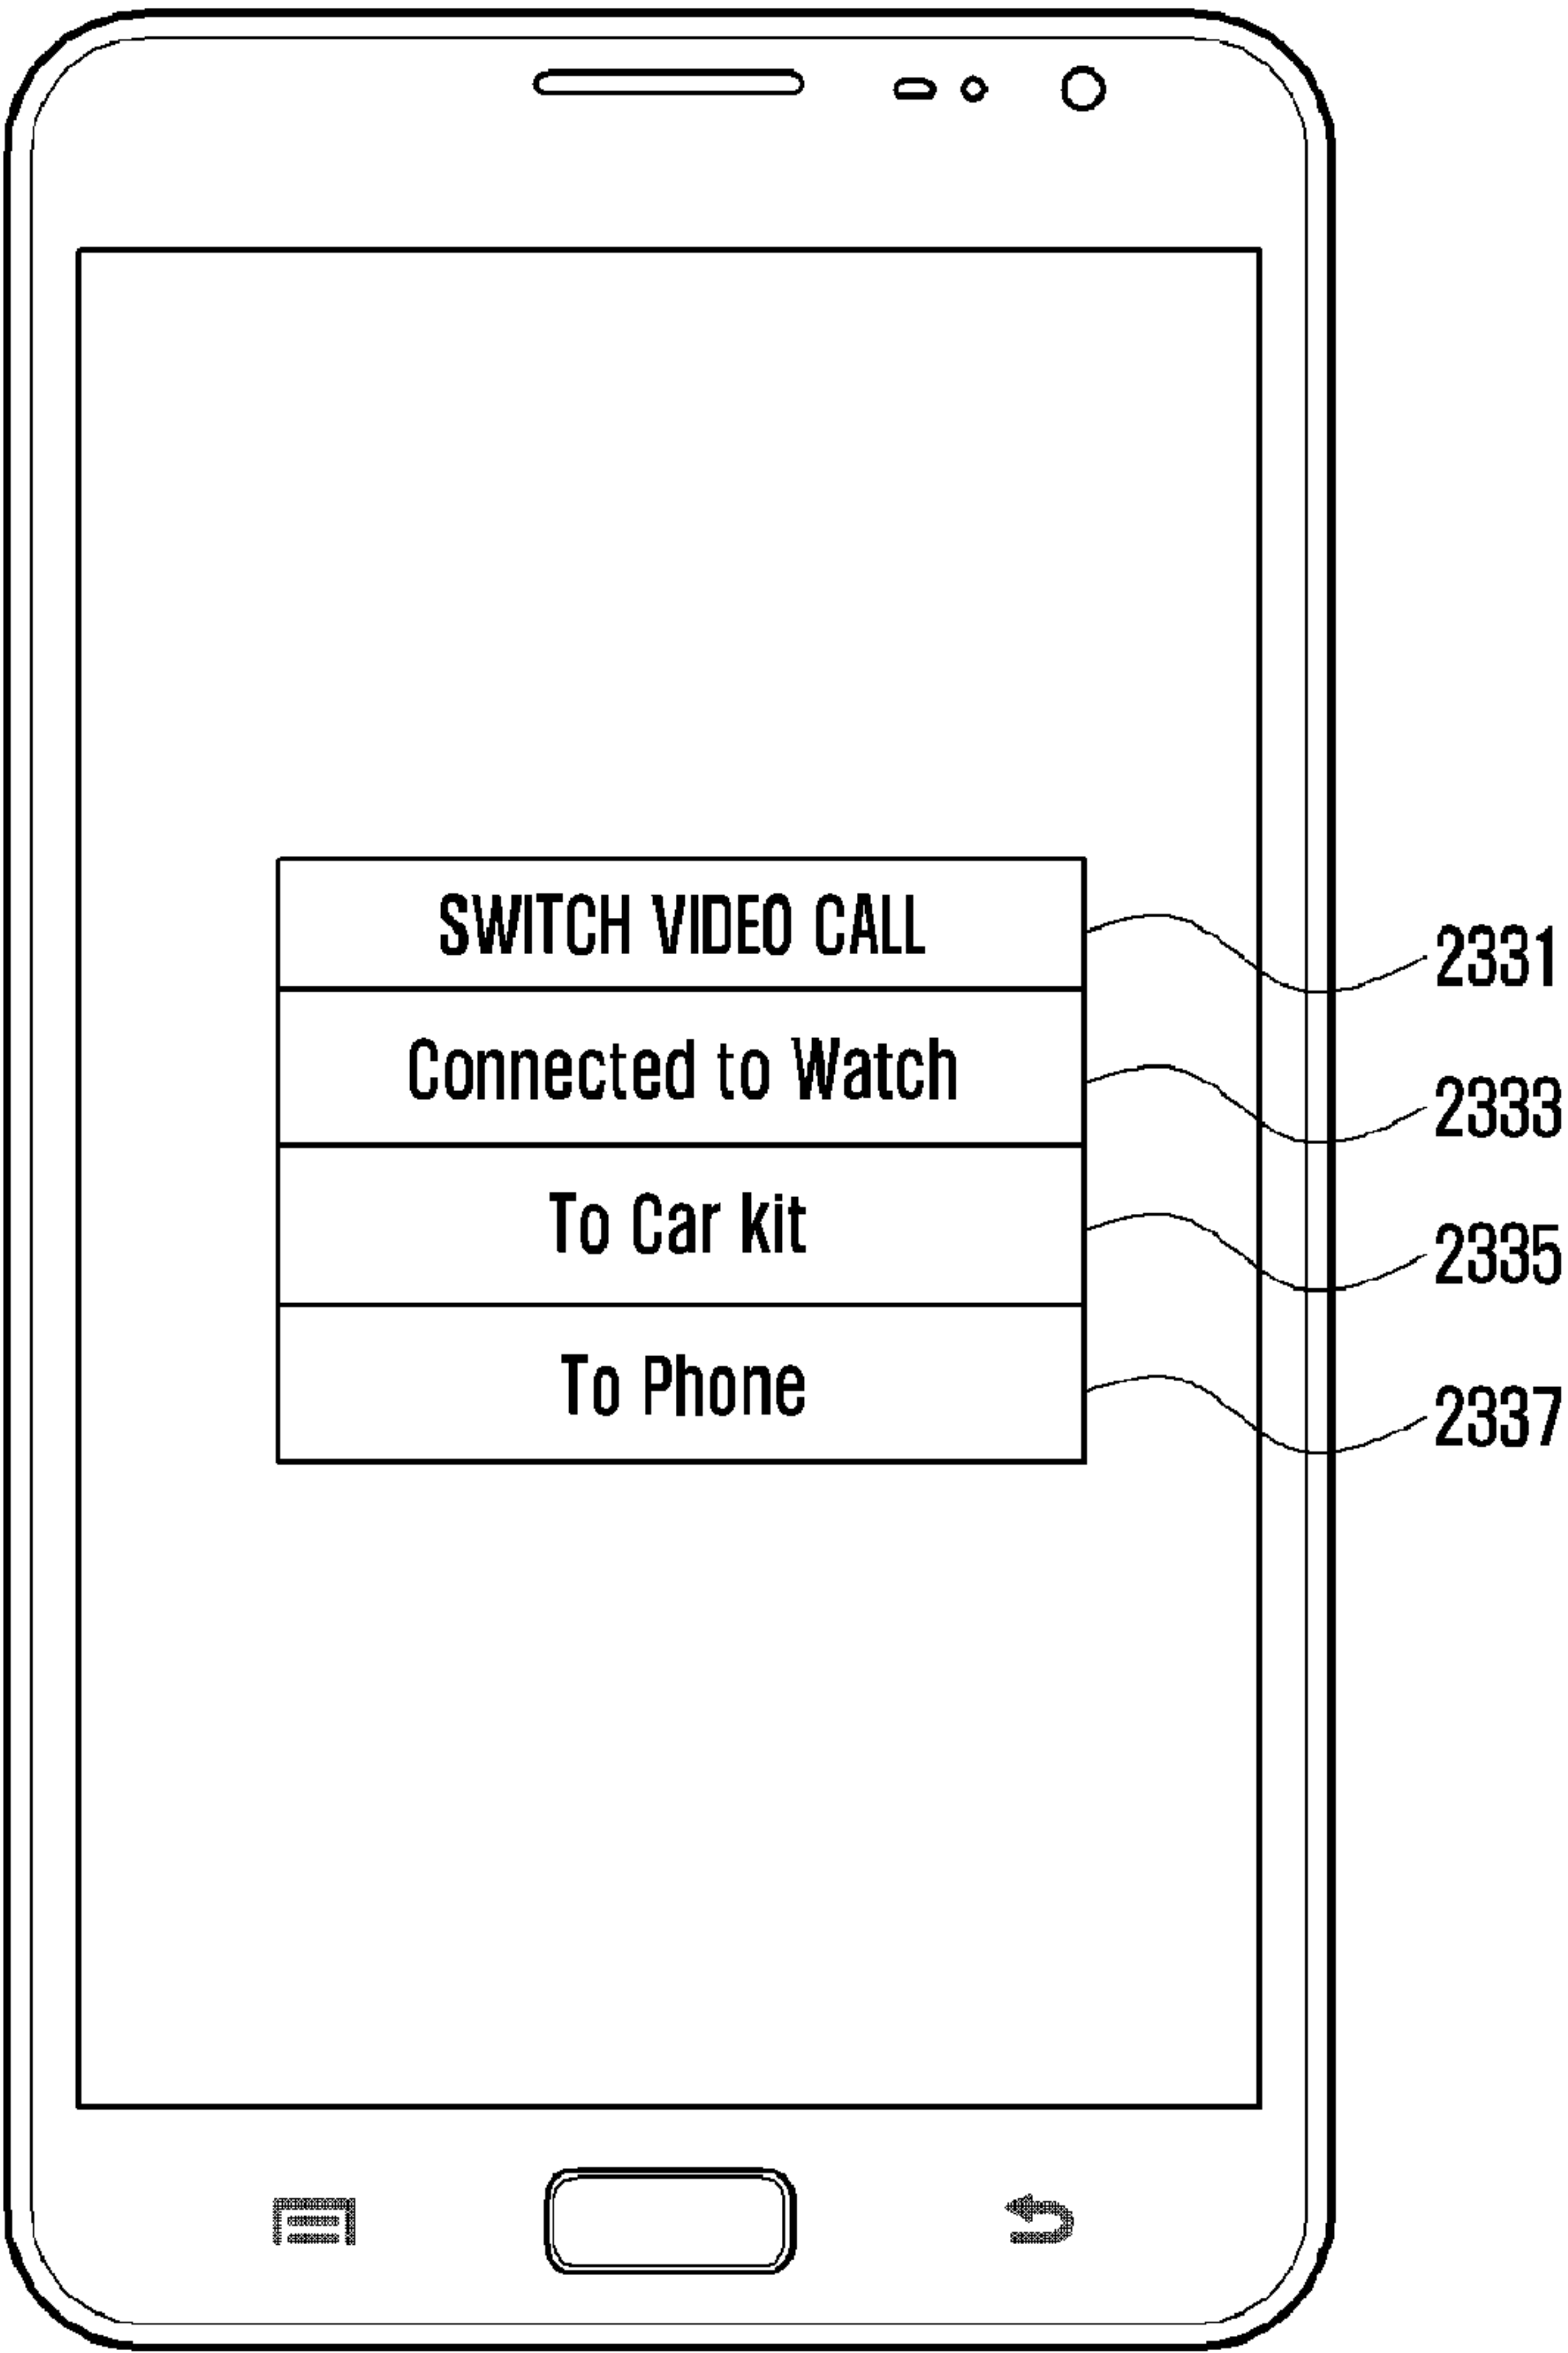 SWITCH VIDEO CALL 2331
Connected to Watch 2333
To Car kit 2335
To Phone 2337